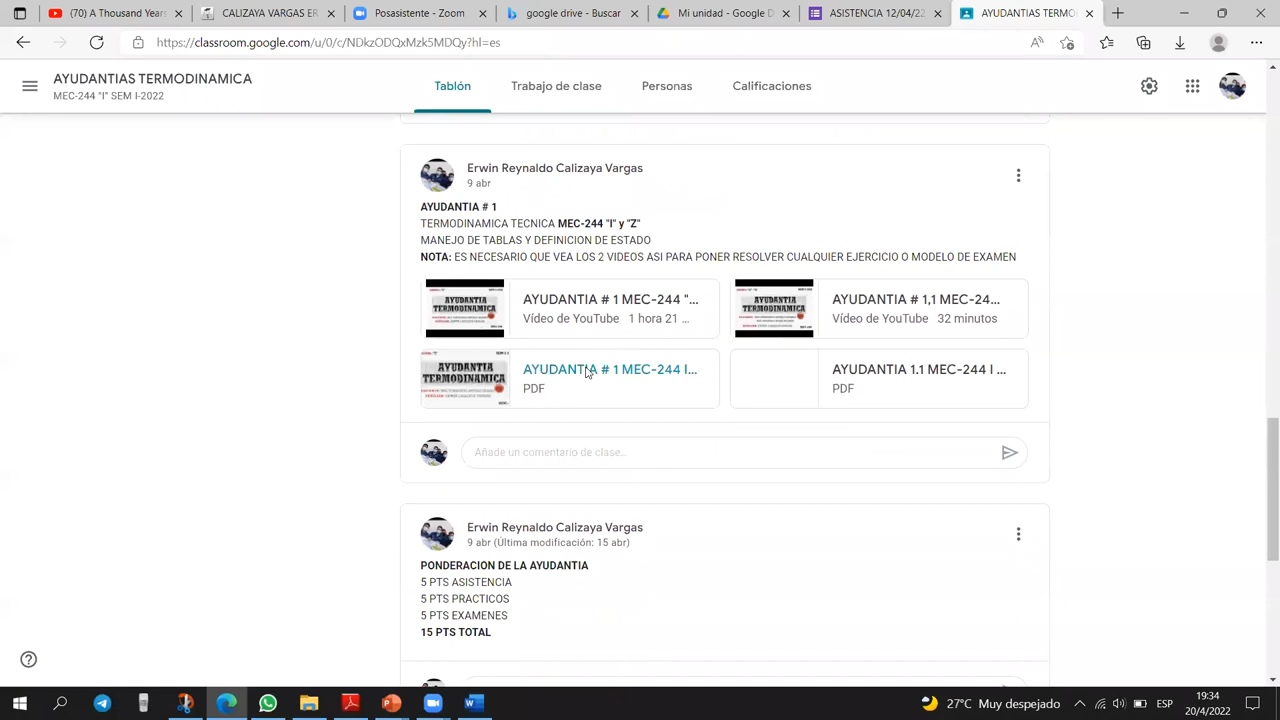 (70) A Thousand Years
CALIZAYA VARGAS ER
Posasistente - Zoom
google drive - Buscar
Mi unidad - Google D
ASISTENCIA 12/04/22
AYUDANTIAS TERMO
https://classroom.google.com/u/0/c/NDkzODQxMzk5MDQy?hl=es
AYUDANTIAS TERMODINAMICA
MEC-244 "I" SEM I-2022
Tablón
Trabajo de clase
Personas
Calificaciones
Erwin Reynaldo Calizaya Vargas
9 abr
AYUDANTIA # 1
TERMODINAMICA TECNICA MEC-244 "I" y "Z"
MANEJO DE TABLAS Y DEFINICION DE ESTADO
NOTA: ES NECESARIO QUE VEA LOS 2 VIDEOS ASI PARA PONER RESOLVER CUALQUIER EJERCICIO O MODELO DE EXAMEN
AYUDANTIA TERMODINAMICA
AYUDANTIA # 1 MEC-244 "...
Vídeo de YouTube 1 hora 21 ...
AYUDANTIA TERMODINAMICA
AYUDANTIA # 1,1 MEC-24...
Vídeo de YouTube 32 minutos
AYUDANTIA
TERMODINAMICA
AYUDANTIA # 1 MEC-244 I...
PDF
AYUDANTIA 1.1 MEC-244 I ...
PDF
Añade un comentario de clase...
Erwin Reynaldo Calizaya Vargas
9 abr (Última modificación: 15 abr)
PONDERACION DE LA AYUDANTIA
5 PTS ASISTENCIA
5 PTS PRACTICOS
5 PTS EXAMENES
15 PTS TOTAL
27°C Muy despejado
ESP
19:34
20/4/2022